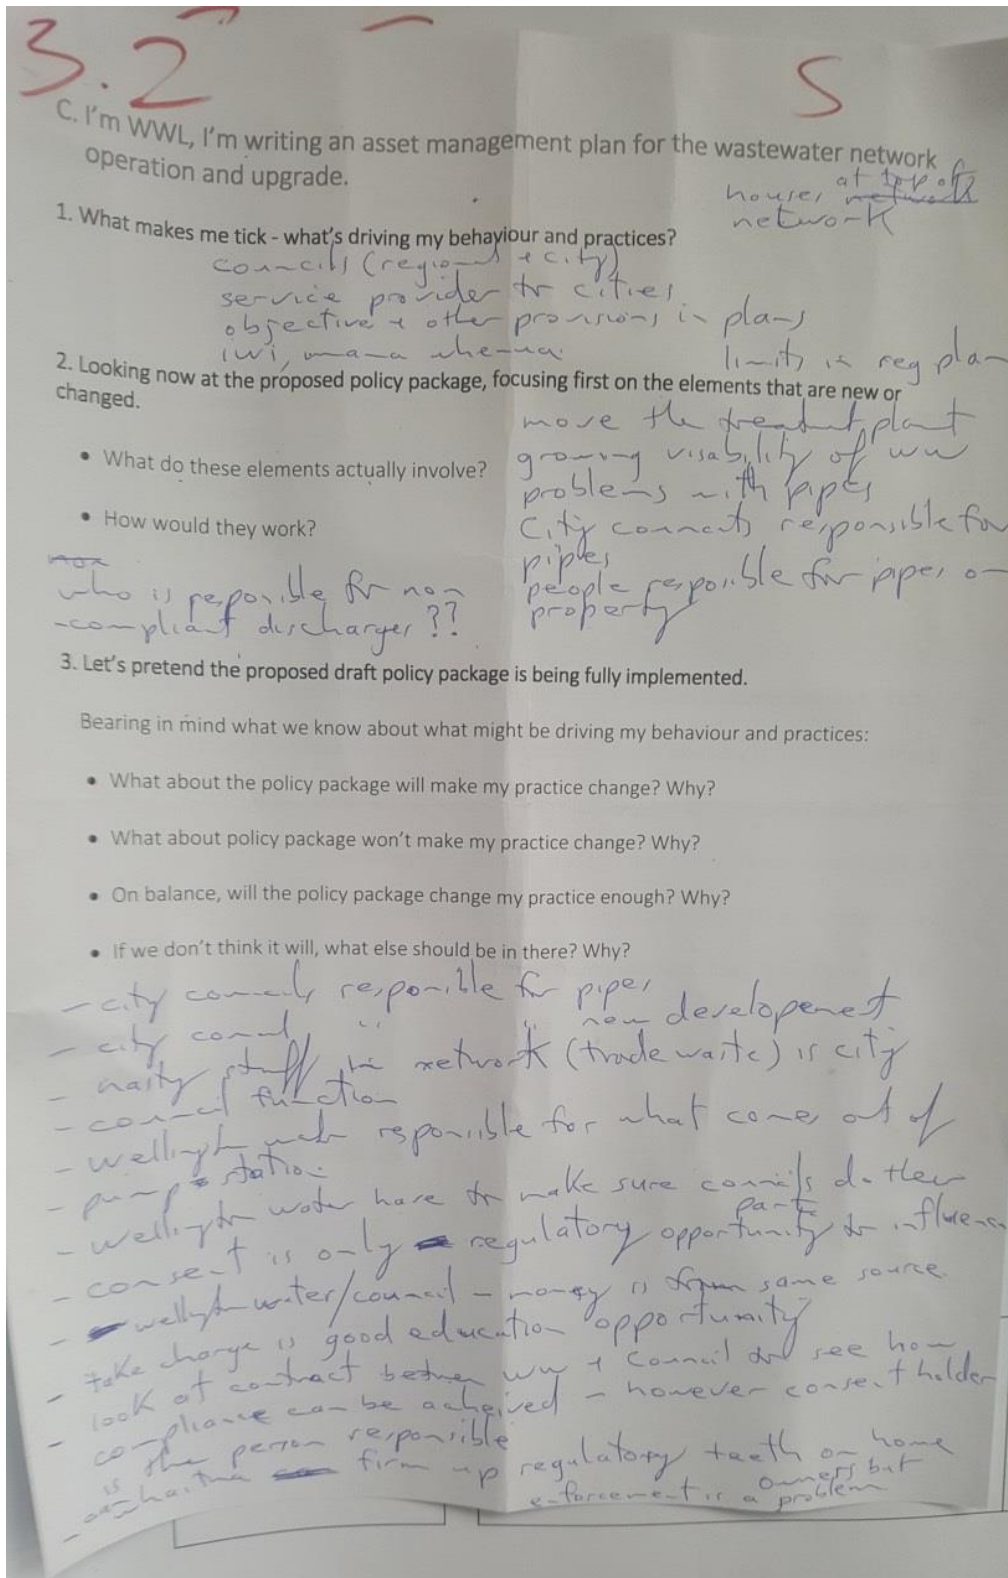 3.2
S
C. I'm WWL, I'm writing an asset management plan for the wastewater network
operation and upgrade.
houses at top of network
network
1. What makes me tick - what's driving my behaviour and practices?
councils (regional + city)
service provider to cities
objective + other provisions in plans
iwi, mana whenua
limits in reg plan
2. Looking now at the proposed policy package, focusing first on the elements that are new or
changed.
move the treatment plant
• What do these elements actually involve?
growing visability of ww
problems with pipes
• How would they work?
City councils responsible for
pipes
people responsible for pipes on
property
who is reponsible for non
-compliant discharges ??
3. Let's pretend the proposed draft policy package is being fully implemented.
Bearing in mind what we know about what might be driving my behaviour and practices:
• What about the policy package will make my practice change? Why?
• What about policy package won't make my practice change? Why?
• On balance, will the policy package change my practice enough? Why?
• If we don't think it will, what else should be in there? Why?
- city councils responsible for pipes
- city council " " new developement
- nasty stuff in network (trade waste) is city
- council function
- wellington water responsible for what comes out of
- pump station
- wellington water have to make sure councils do their
part
- consent is only regulatory opportunity to influence
- wellington water/council - money is from same source
- take charge is good education opportunity
- look at contract between ww + council to see how
compliance can be acheived - however consent holder
is the person responsible
- firm up regulatory teeth on home
owners but
enforcement is a problem